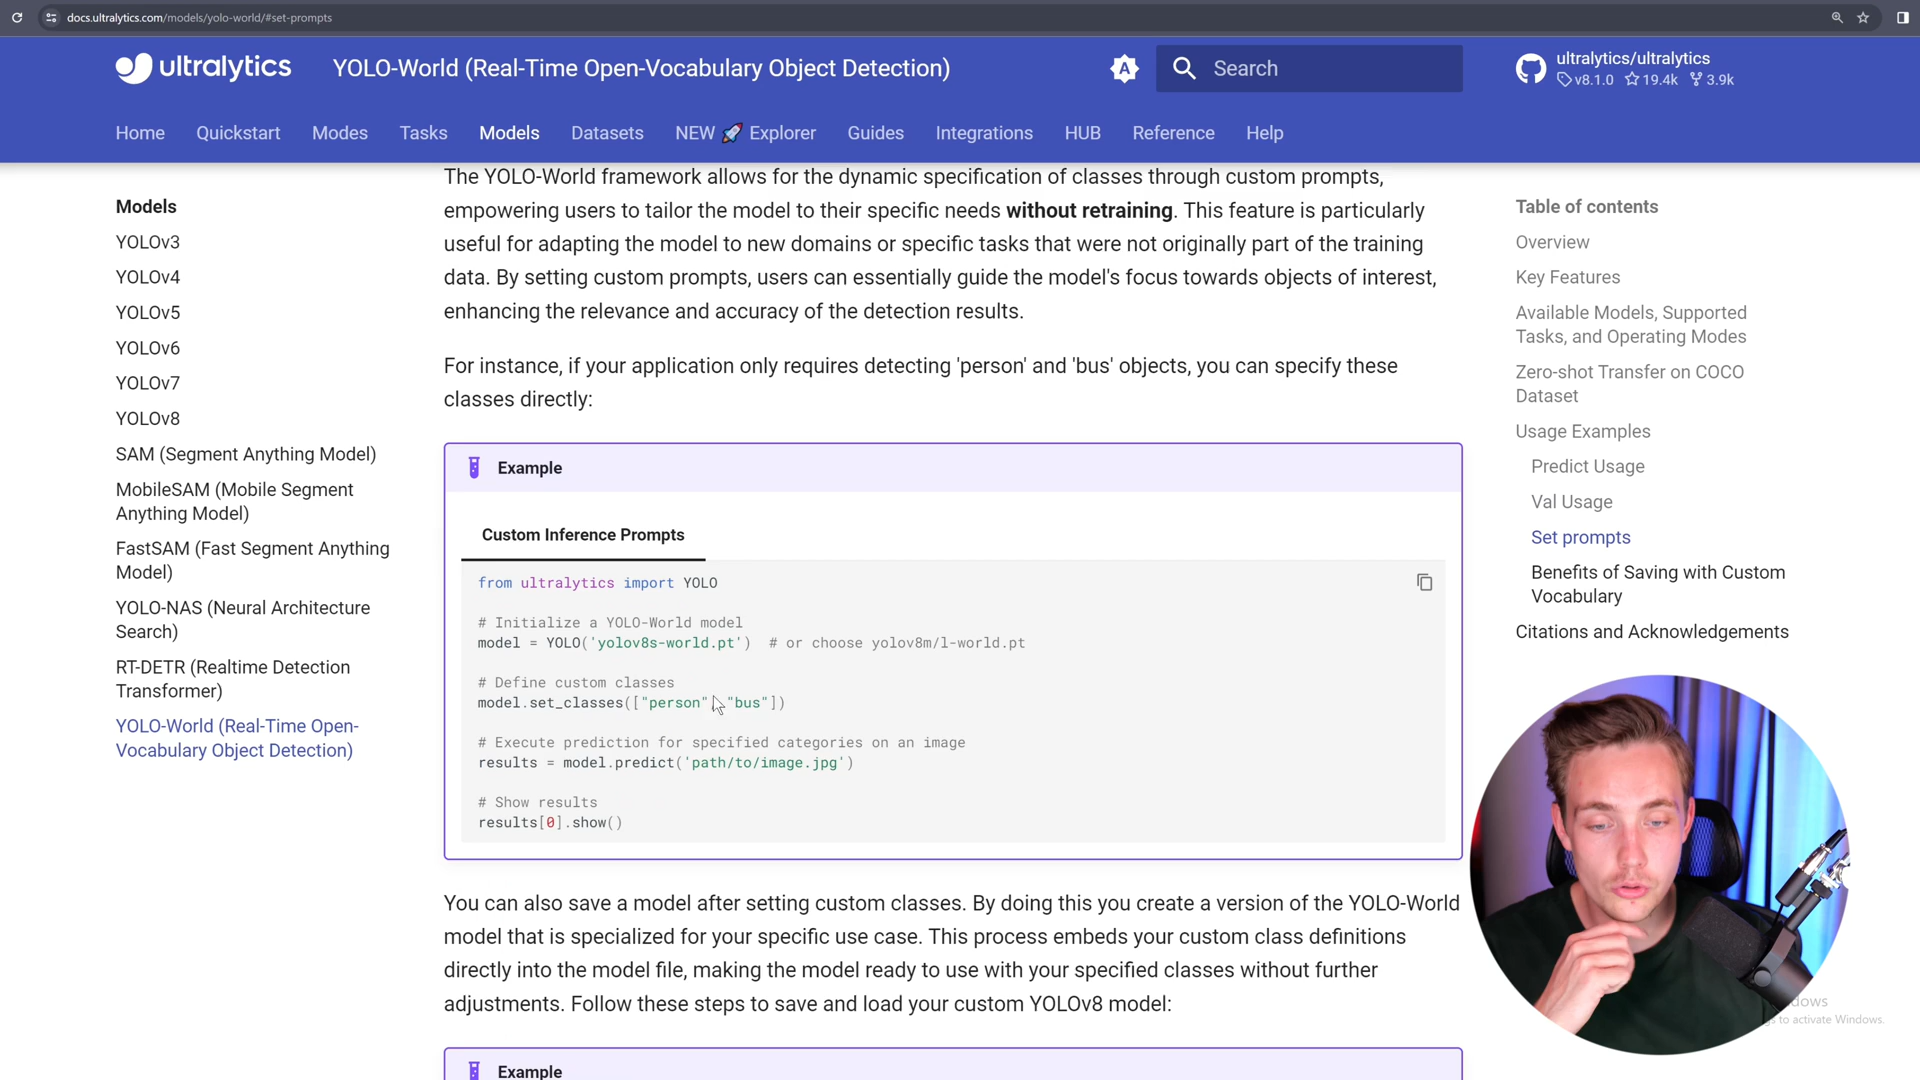 docs.ultralytics.com/models/yolo-world/#set-prompts
ultralytics
YOLO-World (Real-Time Open-Vocabulary Object Detection)
A
Search
ultralytics/ultralytics
v8.1.0 19.4k 3.9k
Home Quickstart Modes Tasks Models Datasets NEW 🚀 Explorer Guides Integrations HUB Reference Help
Models
YOLOv3
YOLOv4
YOLOv5
YOLOv6
YOLOv7
YOLOv8
SAM (Segment Anything Model)
MobileSAM (Mobile Segment
Anything Model)
FastSAM (Fast Segment Anything
Model)
YOLO-NAS (Neural Architecture
Search)
RT-DETR (Realtime Detection
Transformer)
YOLO-World (Real-Time Open-
Vocabulary Object Detection)
The YOLO-World framework allows for the dynamic specification of classes through custom prompts,
empowering users to tailor the model to their specific needs without retraining. This feature is particularly
useful for adapting the model to new domains or specific tasks that were not originally part of the training
data. By setting custom prompts, users can essentially guide the model's focus towards objects of interest,
enhancing the relevance and accuracy of the detection results.
For instance, if your application only requires detecting 'person' and 'bus' objects, you can specify these
classes directly:
Example
Custom Inference Prompts
from ultralytics import YOLO
# Initialize a YOLO-World model
model = YOLO('yolov8s-world.pt')  # or choose yolov8m/l-world.pt
# Define custom classes
model.set_classes(["person", "bus"])
# Execute prediction for specified categories on an image
results = model.predict('path/to/image.jpg')
# Show results
results[0].show()
You can also save a model after setting custom classes. By doing this you create a version of the YOLO-World
model that is specialized for your specific use case. This process embeds your custom class definitions
directly into the model file, making the model ready to use with your specified classes without further
adjustments. Follow these steps to save and load your custom YOLOv8 model:
Example
Table of contents
Overview
Key Features
Available Models, Supported
Tasks, and Operating Modes
Zero-shot Transfer on COCO
Dataset
Usage Examples
Predict Usage
Val Usage
Set prompts
Benefits of Saving with Custom
Vocabulary
Citations and Acknowledgements
to activate Windows.